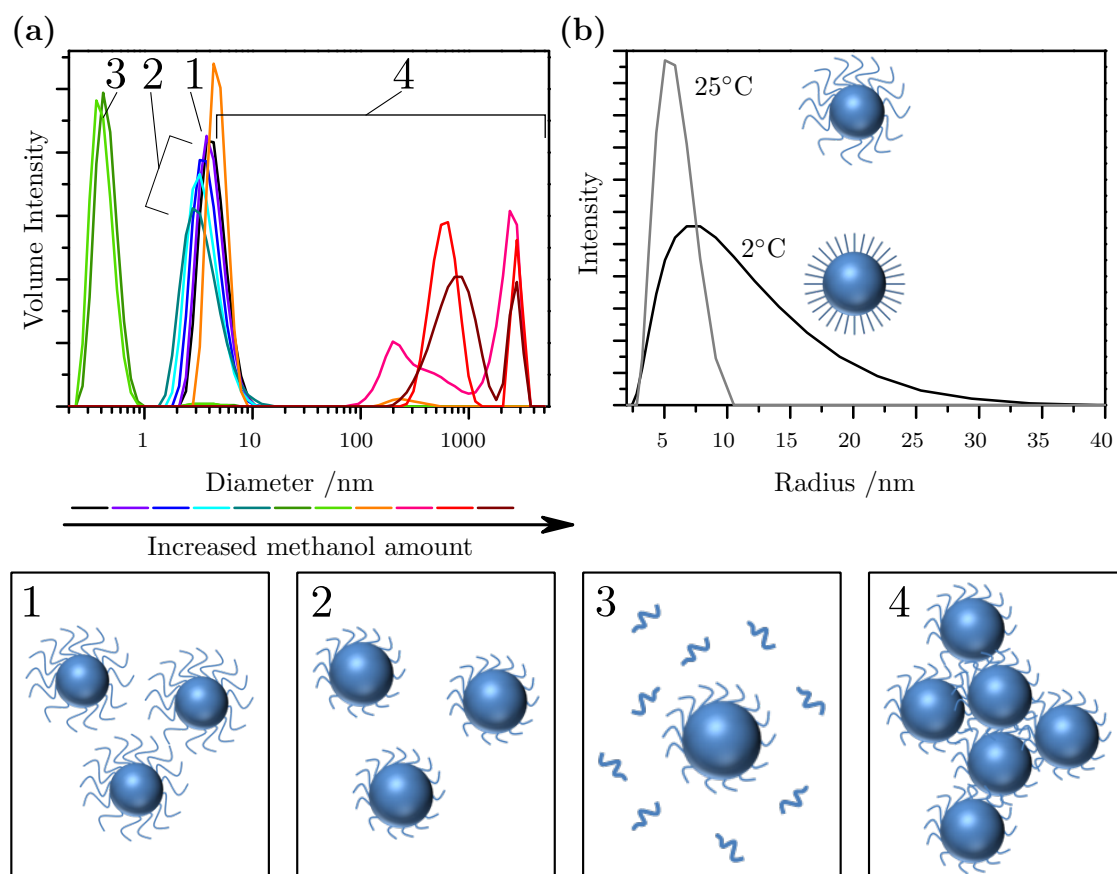 (a)
(b)
3 2 1 4
Volume Intensity
1 10 100 1000
Diameter /nm
Increased methanol amount
25°C
2°C
Intensity
5 10 15 20 25 30 35 40
Radius /nm
1 2 3 4